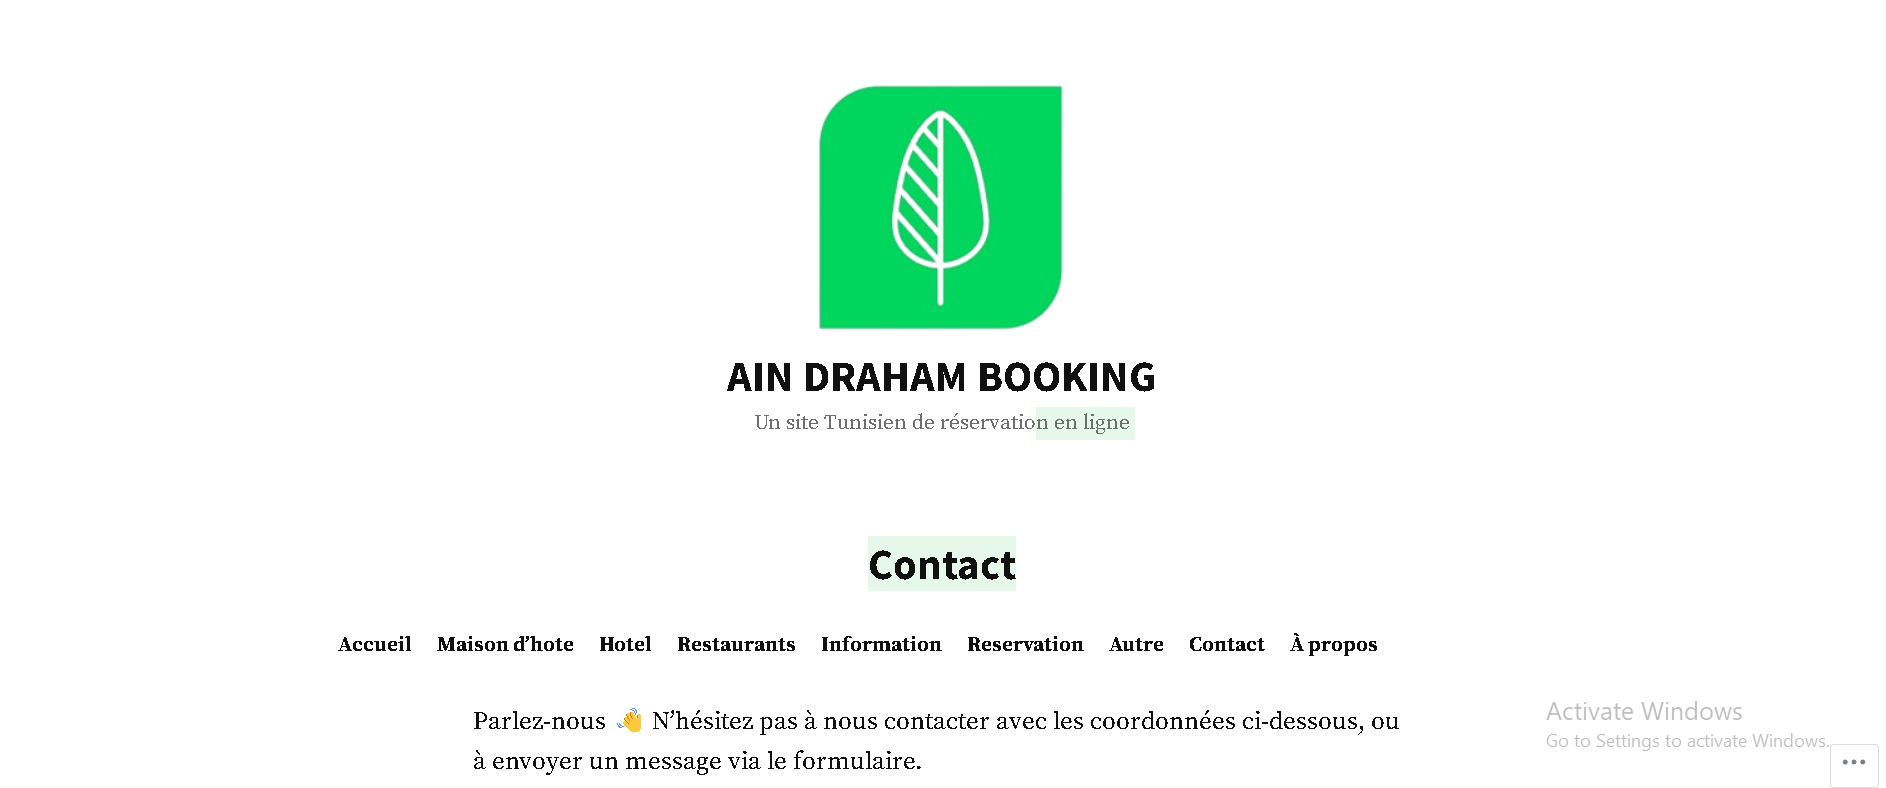 AIN DRAHAM BOOKING
Un site Tunisien de réservation en ligne
Contact
Accueil Maison d’hote Hotel Restaurants Information Reservation Autre Contact À propos
Parlez-nous 👋 N’hésitez pas à nous contacter avec les coordonnées ci-dessous, ou
à envoyer un message via le formulaire.
Activate Windows
Go to Settings to activate Windows.